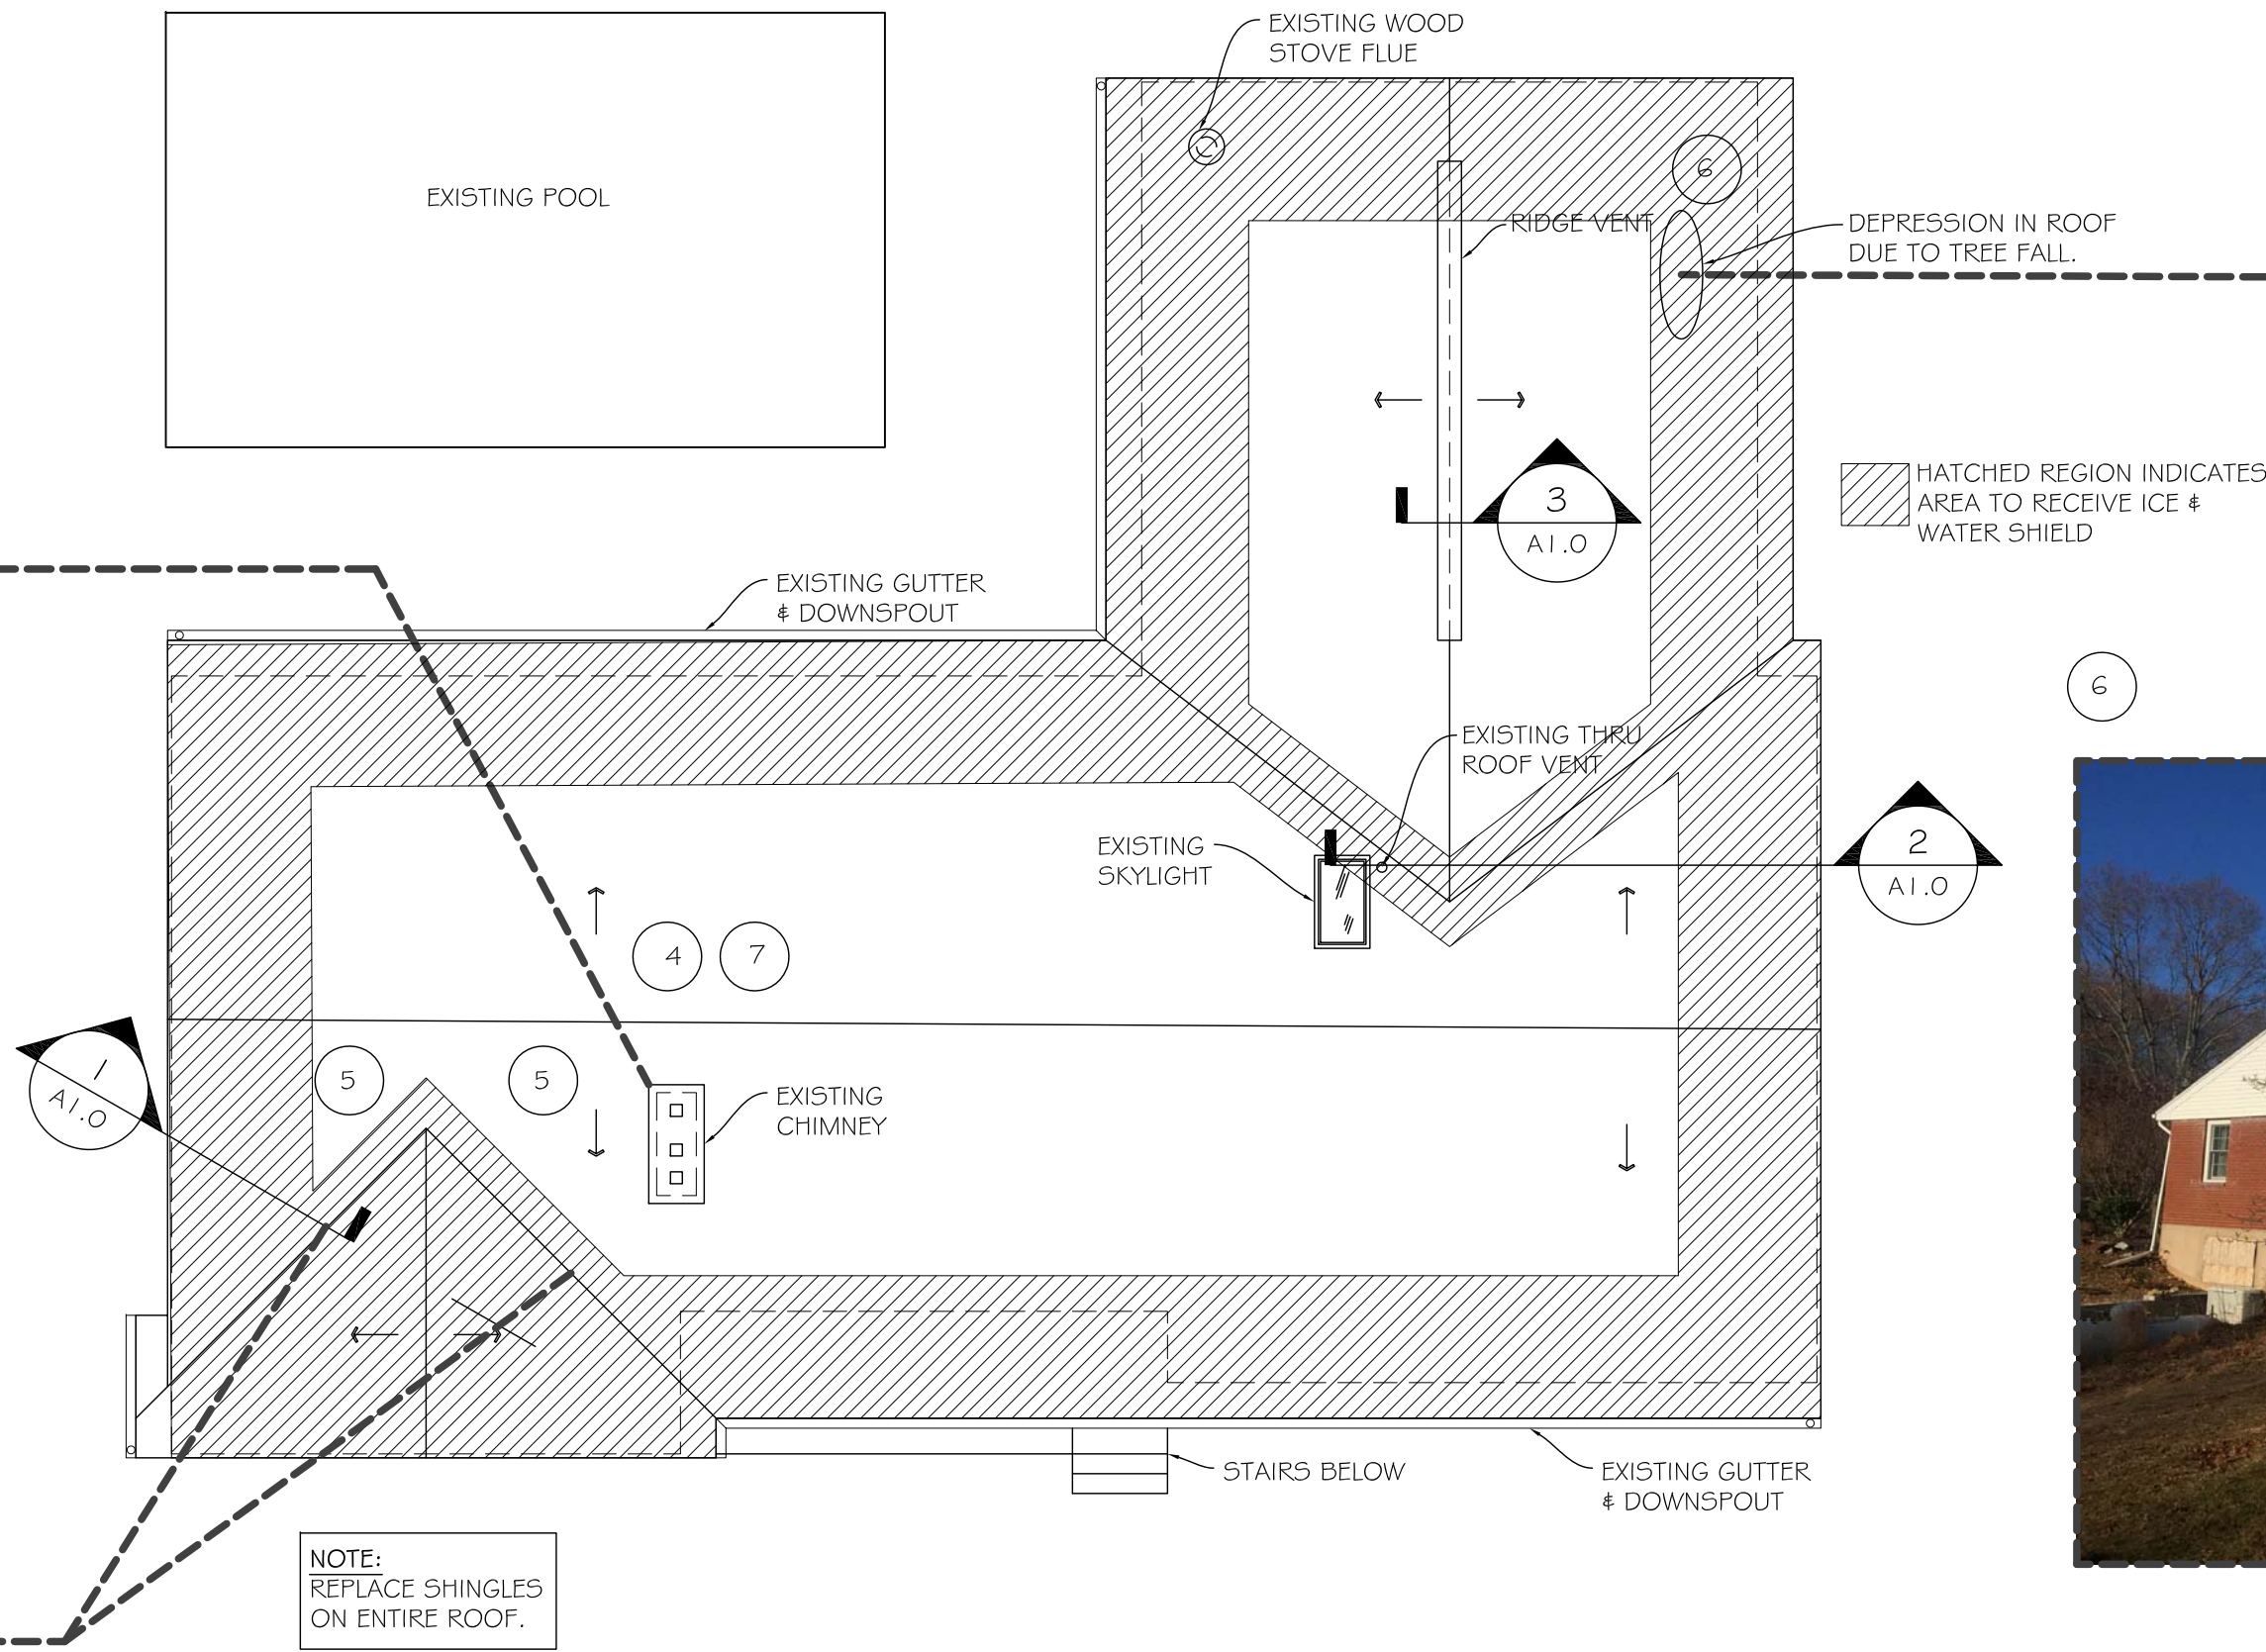 EXISTING WOOD
STOVE FLUE
EXISTING POOL
6
RIDGE VENT
DEPRESSION IN ROOF
DUE TO TREE FALL.
3
A1.0
HATCHED REGION INDICATES
AREA TO RECEIVE ICE &
WATER SHIELD
EXISTING GUTTER
& DOWNSPOUT
6
EXISTING THRU
ROOF VENT
EXISTING
SKYLIGHT
2
A1.0
4
7
1
A1.0
5
5
EXISTING
CHIMNEY
STAIRS BELOW
EXISTING GUTTER
& DOWNSPOUT
NOTE:
REPLACE SHINGLES
ON ENTIRE ROOF.